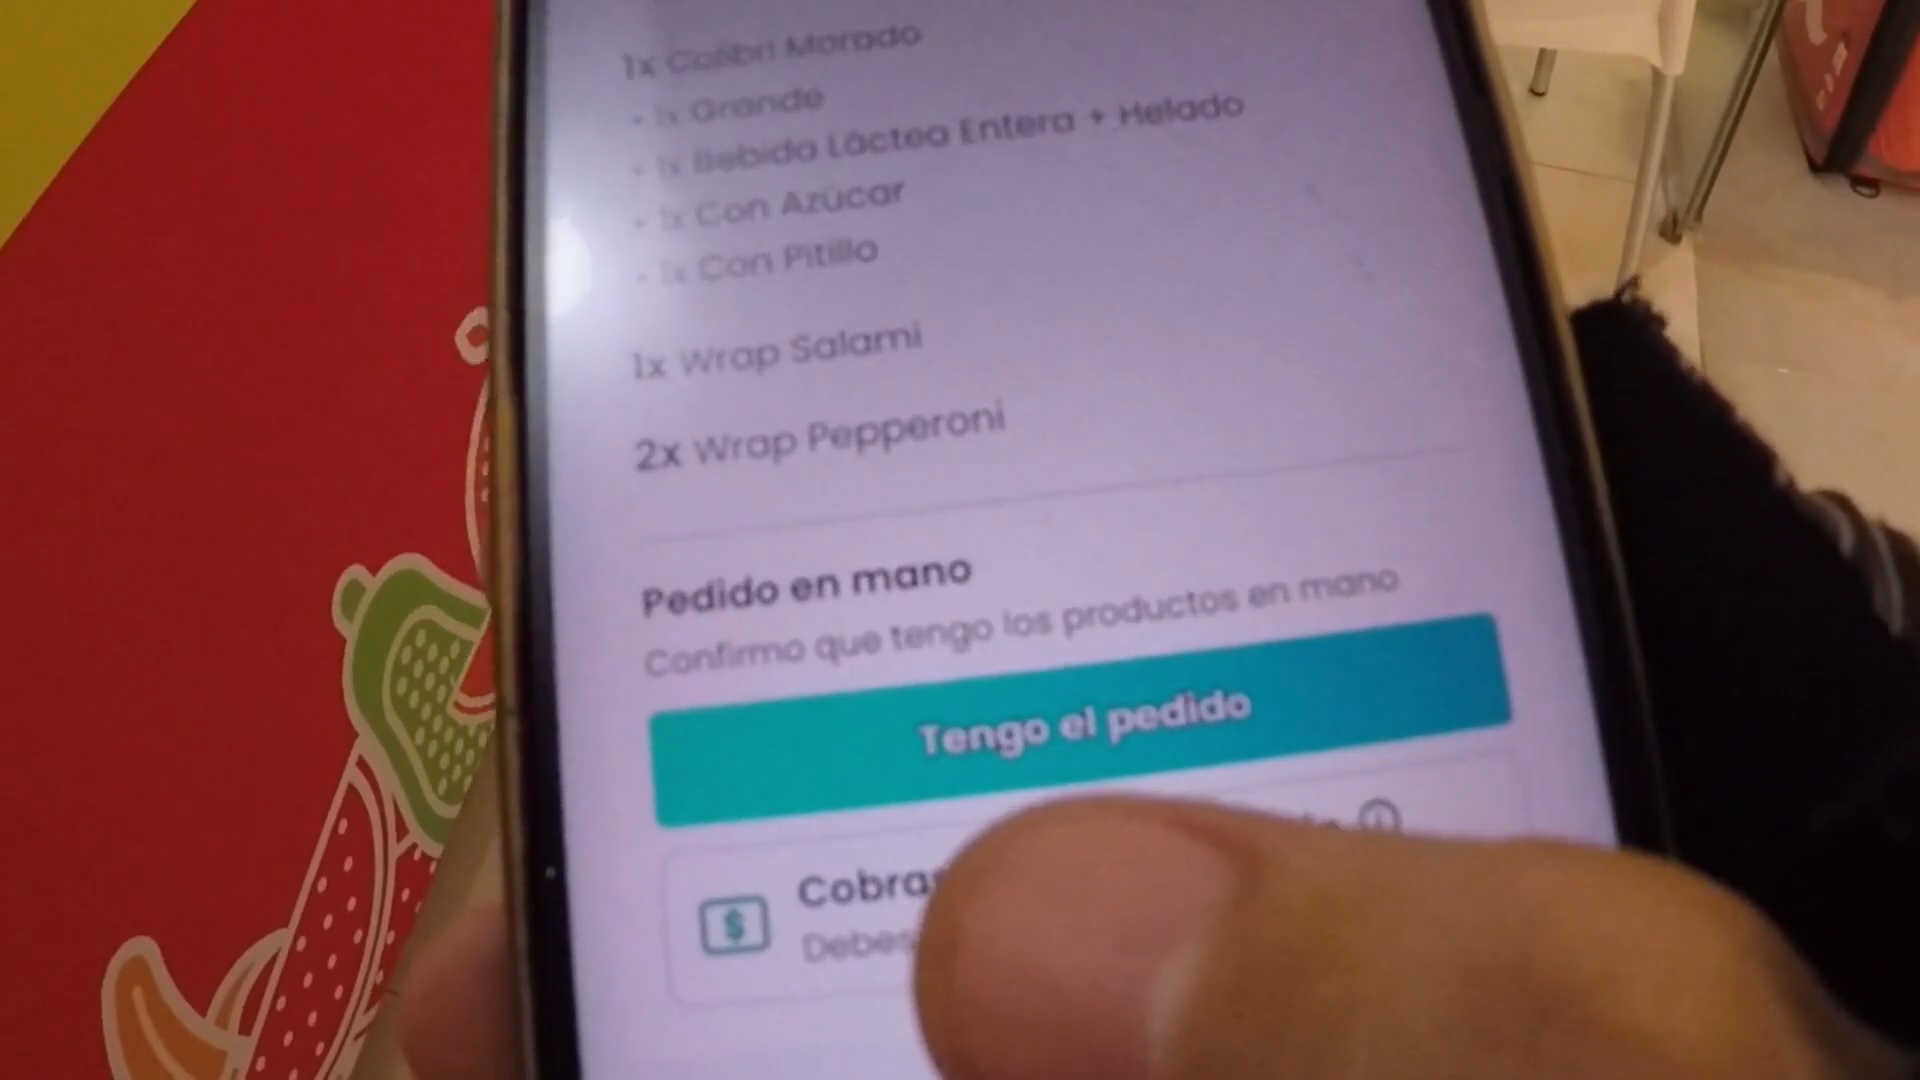 1x Colibrí Morado
- 1x Grande
- 1x Bebida Láctea Entera + Helado
- 1x Con Azúcar
- 1x Con Pitillo
1x Wrap Salami
2x Wrap Pepperoni
Pedido en mano
Confirmo que tengo los productos en mano
Tengo el pedido
$